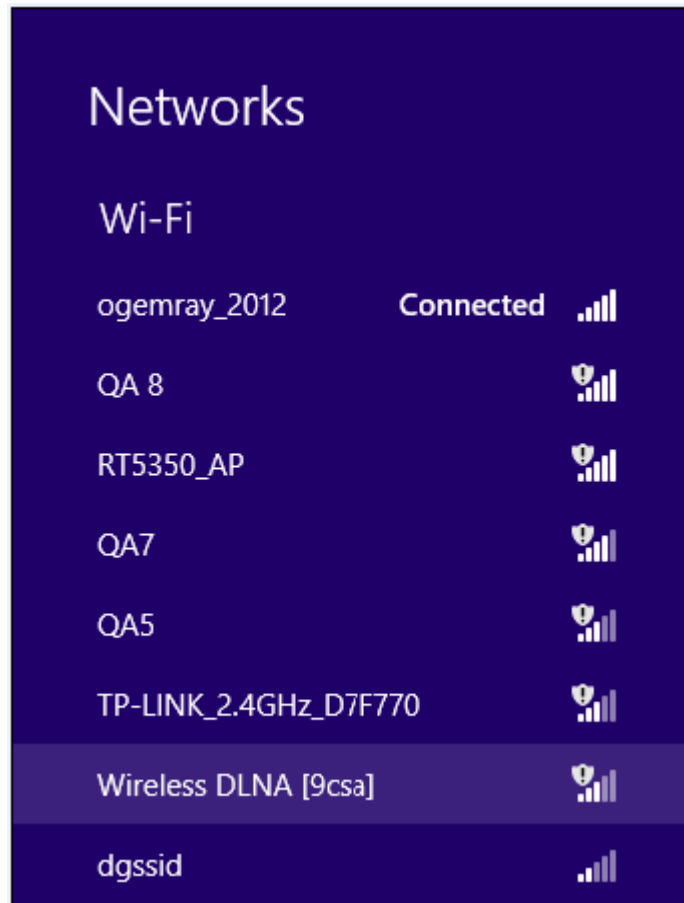 Networks
Wi-Fi
ogemray_2012 Connected
QA 8
RT5350_AP
QA7
QA5
TP-LINK_2.4GHz_D7F770
Wireless DLNA [9csa]
dgssid